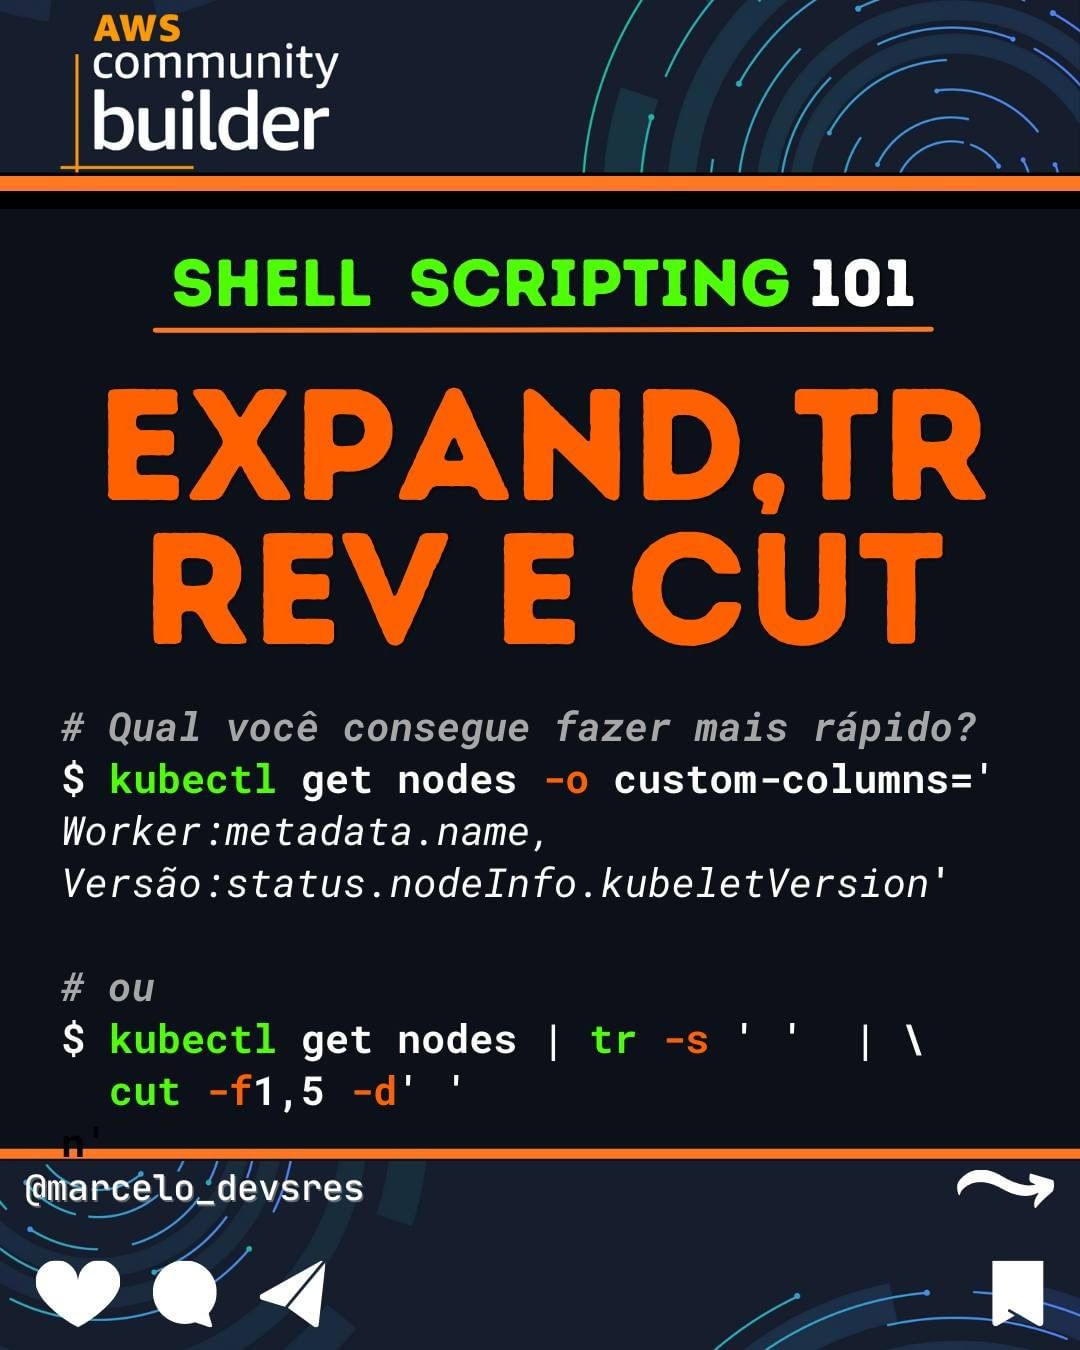 AWS
community
builder
SHELL SCRIPTING 101
EXPAND,TR
REV E CUT
# Qual você consegue fazer mais rápido?
$ kubectl get nodes -o custom-columns='
Worker:metadata.name,
Versão:status.nodeInfo.kubeletVersion'
# ou
$ kubectl get nodes | tr -s ' ' | \
cut -f1,5 -d' '
n'
@marcelo_devsres